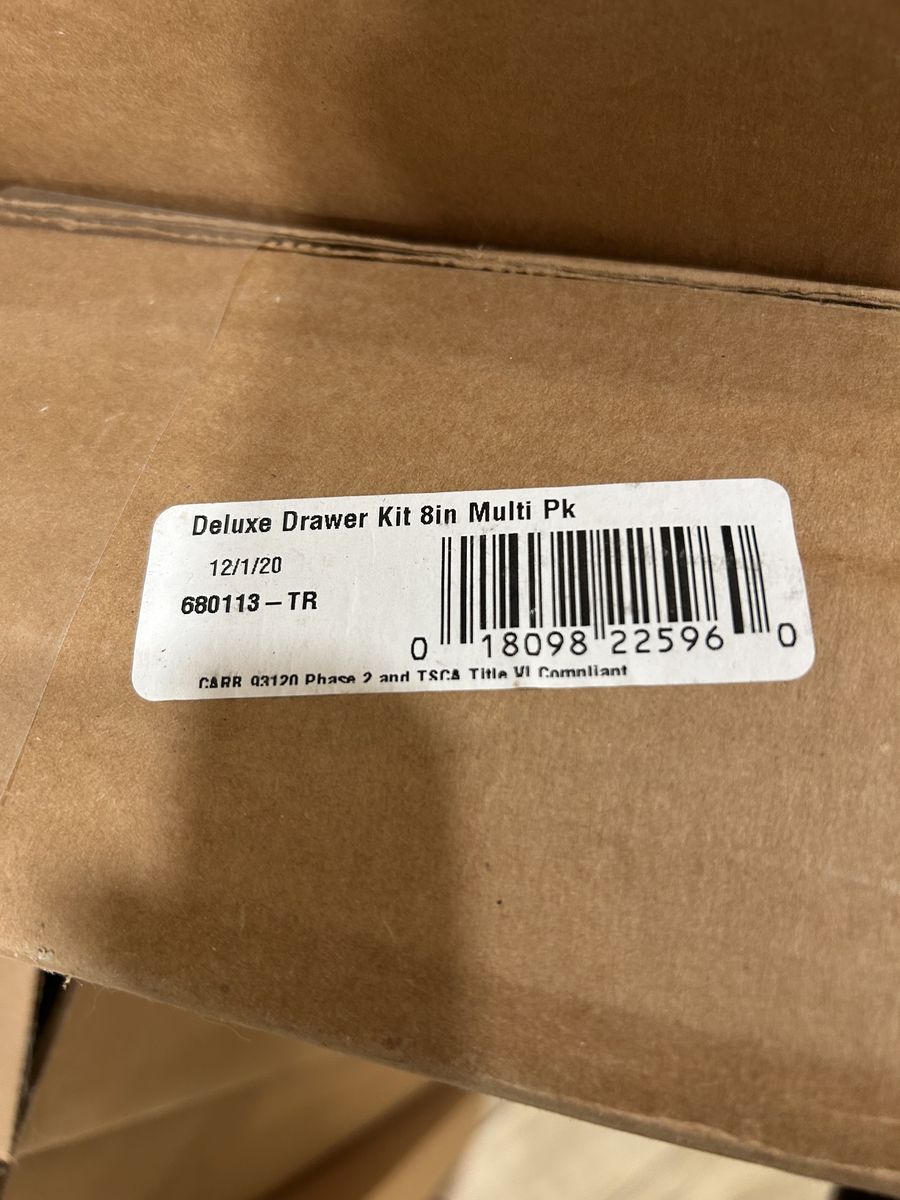 Deluxe Drawer Kit 8in Multi Pk
12/1/20
680113-TR
0 18098 22596 0
CARB 93120 Phase 2 and TSCA Title VI Compliant